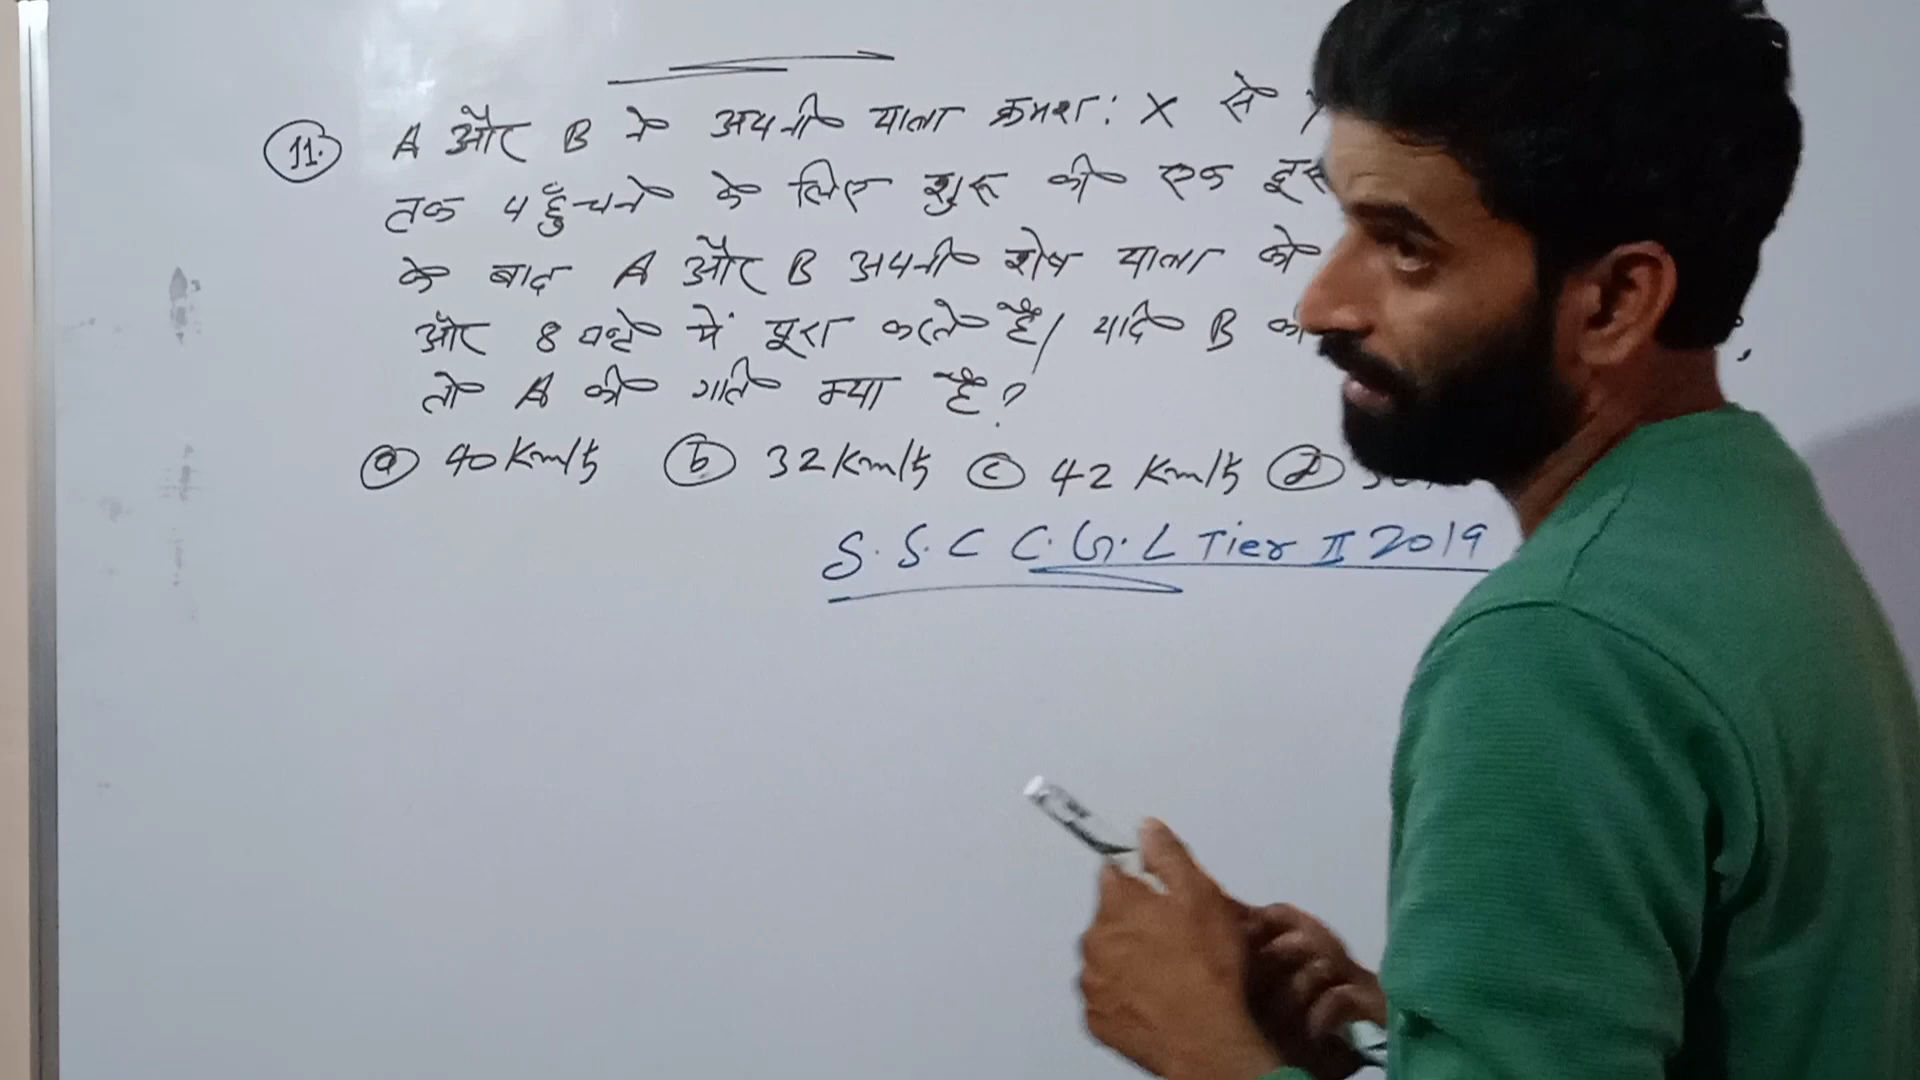 11. A और B ने अपनी यात्रा क्रमश: X से
तक पहुँचने के लिए शुरू की एक
के बाद A और B अपनी शेष यात्रा को
और 8 घन्टे में पूरा करते हैं। यदि B
तो A की गति क्या है?
(a) 40 Km/h (b) 32 Km/h (c) 42 Km/h (d)
S.S.C C.G.L Tier II 2019